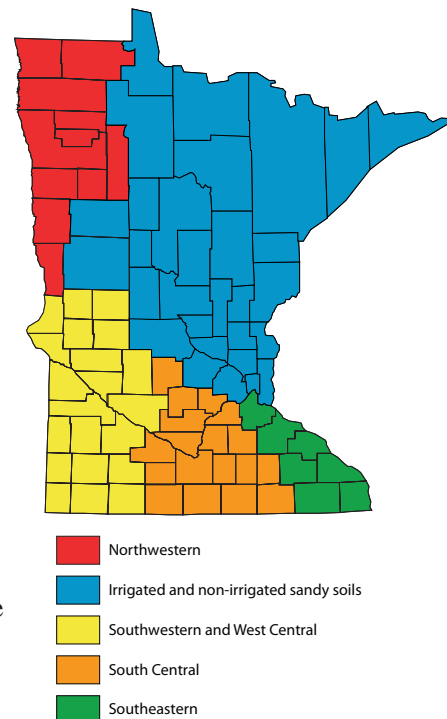 Northwestern
Irrigated and non-irrigated sandy soils
e
Southwestern and West Central
South Central
Southeastern